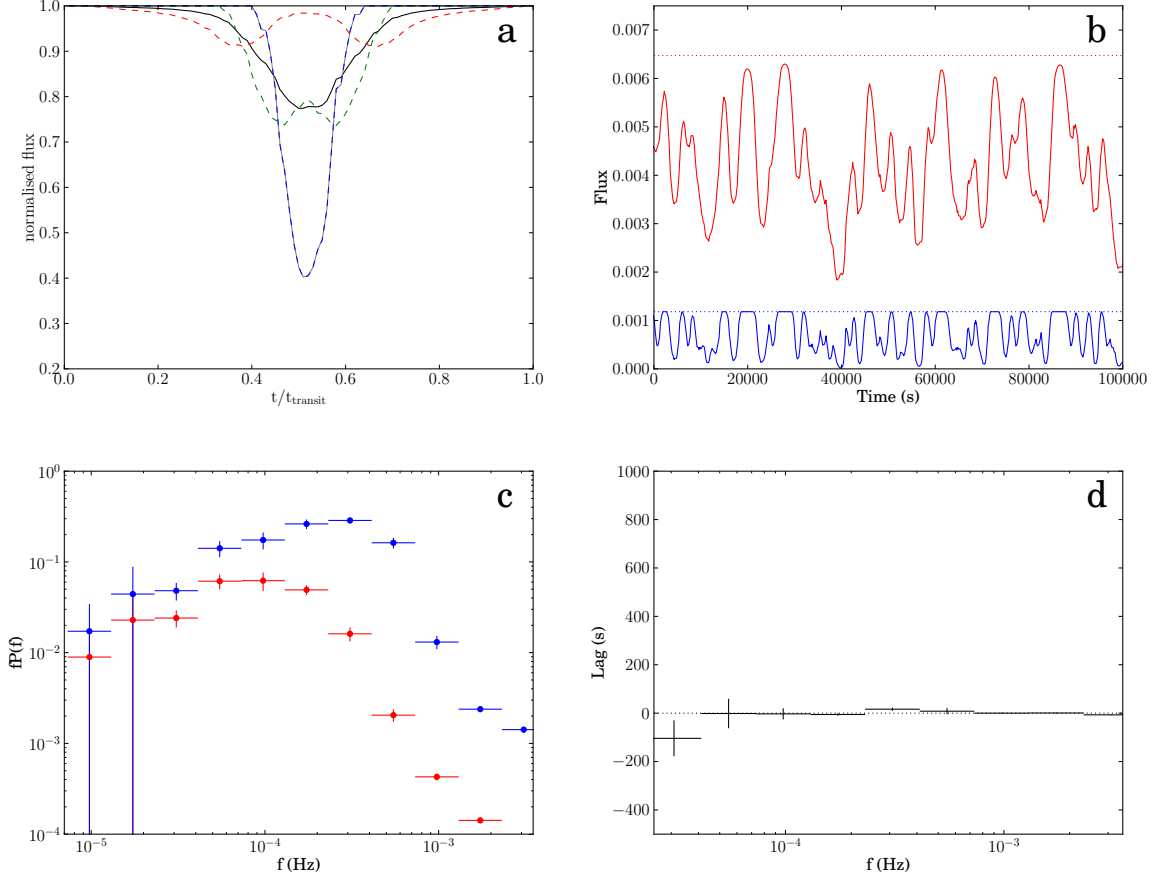 a
1.0
0.9
0.8
0.7
0.6
0.5
0.4
0.3
0.2
normalised flux
0.0 0.2 0.4 0.6 0.8 1.0
t/t_transit
b
0.007
0.006
0.005
0.004
0.003
0.002
0.001
0.000
Flux
0 20000 40000 60000 80000 100000
Time (s)
c
10^0
10^-1
10^-2
10^-3
10^-4
fP(f)
10^-5 10^-4 10^-3
f (Hz)
d
1000
800
600
400
200
0
−200
−400
Lag (s)
10^-4 10^-3
f (Hz)